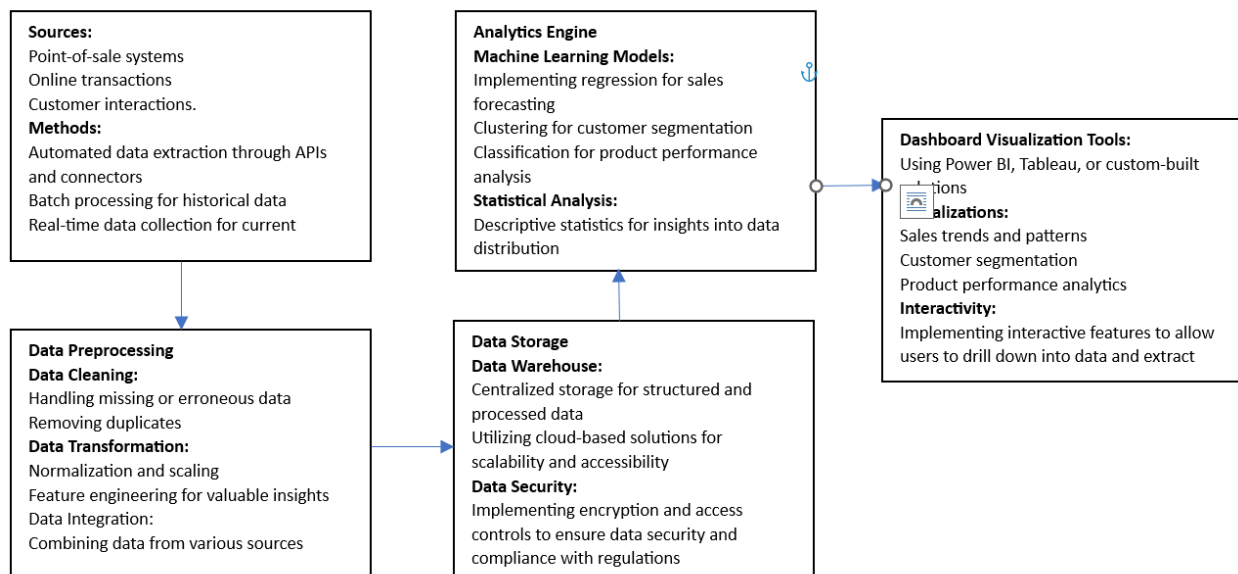 Sources:
Point-of-sale systems
Online transactions
Customer interactions.
Methods:
Automated data extraction through APIs
and connectors
Batch processing for historical data
Real-time data collection for current
Data Preprocessing
Data Cleaning:
Handling missing or erroneous data
Removing duplicates
Data Transformation:
Normalization and scaling
Feature engineering for valuable insights
Data Integration:
Combining data from various sources
Data Storage
Data Warehouse:
Centralized storage for structured and
processed data
Utilizing cloud-based solutions for
scalability and accessibility
Data Security:
Implementing encryption and access
controls to ensure data security and
compliance with regulations
Analytics Engine
Machine Learning Models:
Implementing regression for sales
forecasting
Clustering for customer segmentation
Classification for product performance
analysis
Statistical Analysis:
Descriptive statistics for insights into data
distribution
Dashboard Visualization Tools:
Using Power BI, Tableau, or custom-built
Sales trends and patterns
Customer segmentation
Product performance analytics
Interactivity:
Implementing interactive features to allow
users to drill down into data and extract